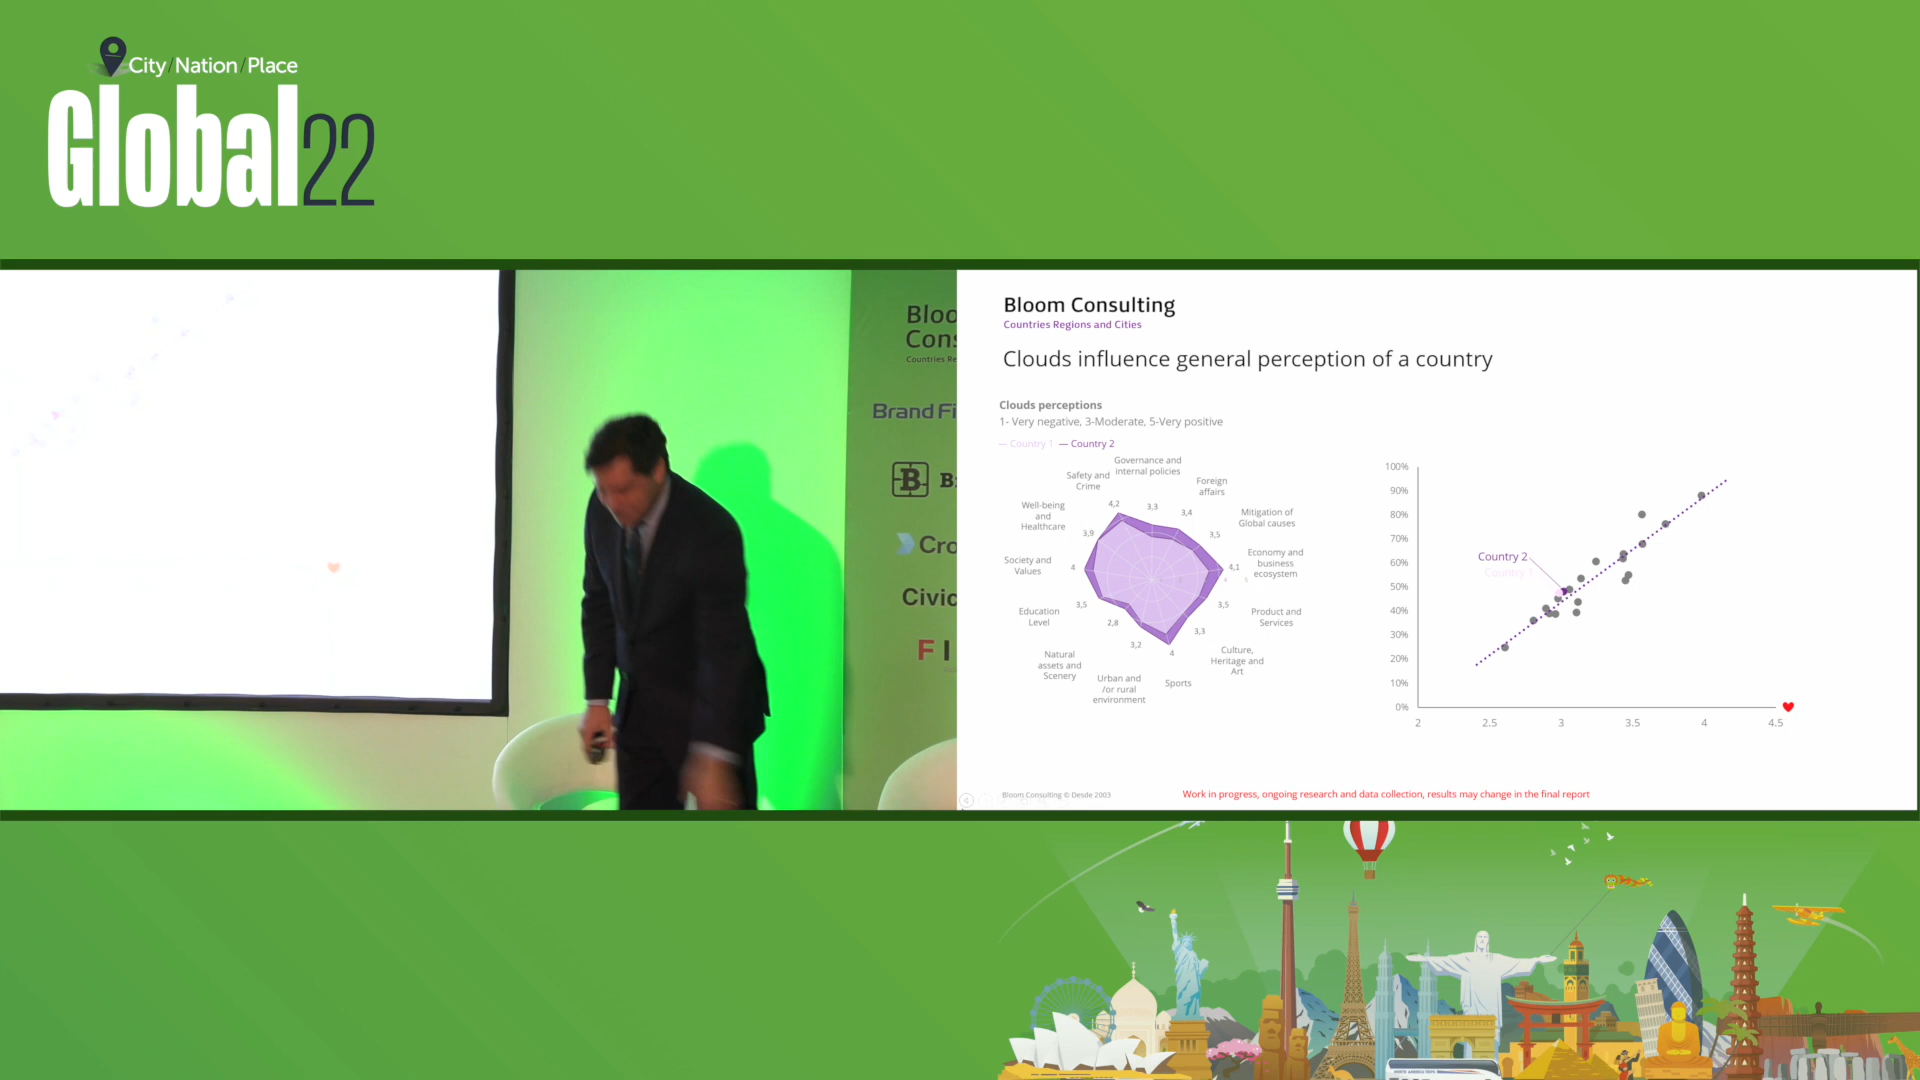 City/Nation/Place
Global22
Bloom Consulting
Countries Regions and Cities
Clouds influence general perception of a country
Clouds perceptions
1- Very negative, 3-Moderate, 5-Very positive
— Country 1 — Country 2
Governance and
internal policies
Safety and
Crime
Foreign
affairs
Well-being
and
Healthcare
Mitigation of
Global causes
Society and
Values
Economy and
business
ecosystem
Education
Level
Product and
Services
Natural
assets and
Scenery
Culture,
Heritage and
Art
Urban and
/or rural
environment
Sports
4,2
3,3
3,4
3,9
3,5
4
4,1
3,5
3,5
2,8
3,3
3,2
4
100%
90%
80%
70%
60%
50%
40%
30%
20%
10%
0%
Country 2
Country 1
2
2.5
3
3.5
4
4.5
Bloom Consulting © Desde 2003
Work in progress, ongoing research and data collection, results may change in the final report
Bloo
Cons
Countries Re
Brand Fi
B
Cro
Civic
FI